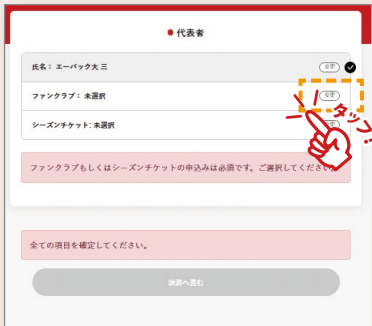 代表者
氏名： エーパック大 三
変更
ファンクラブ： 未選択
変更
タップ！
シーズンチケット: 未選択
ファンクラブもしくはシーズンチケットの申込みは必須です。ご選択してください。
全ての項目を確定してください。
決済へ進む